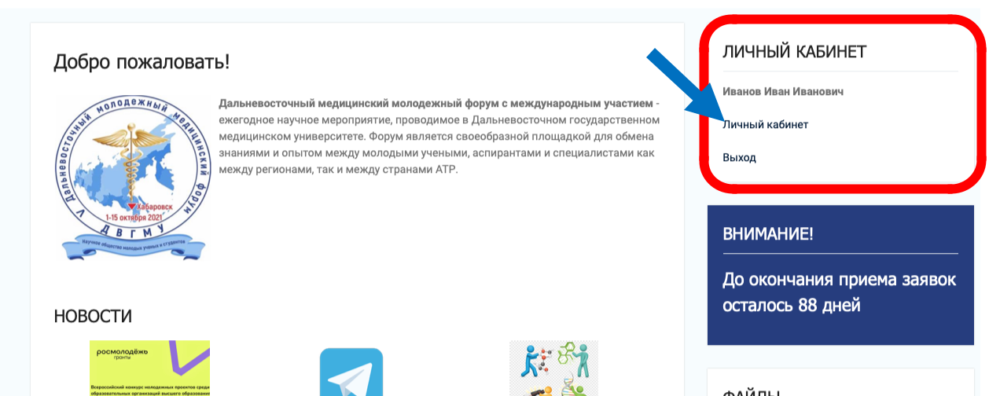 Добро пожаловать!
Дальневосточный медицинский молодежный форум
V
Хабаровск
1-15 октября 2021
ДВГМУ
Научное общество молодых ученых и студентов
Дальневосточный медицинский молодежный форум с международным участием -
ежегодное научное мероприятие, проводимое в Дальневосточном государственном
медицинском университете. Форум является своеобразной площадкой для обмена
знаниями и опытом между молодыми учеными, аспирантами и специалистами как
между регионами, так и между странами АТР.
НОВОСТИ
росмолодёжь
гранты
Всероссийский конкурс молодежных проектов среди
образовательных организаций высшего образования
ЛИЧНЫЙ КАБИНЕТ
Иванов Иван Иванович
Личный кабинет
Выход
ВНИМАНИЕ!
До окончания приема заявок
осталось 88 дней
ФАЙЛЫ